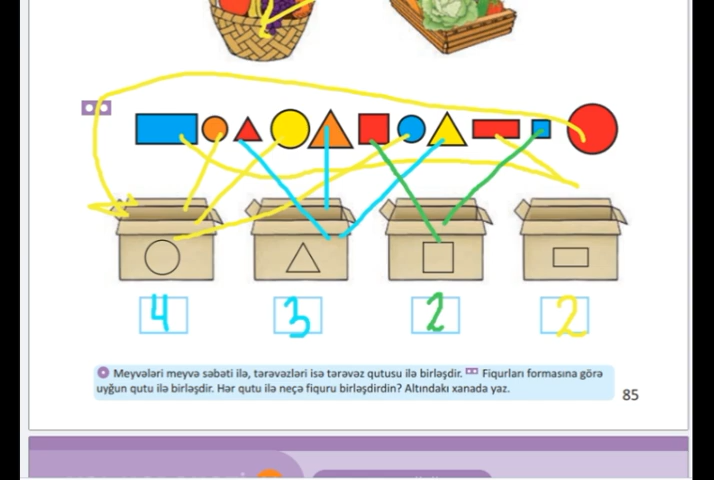 4 3 2 2
Meyvələri meyvə səbəti ilə, tərəvəzləri isə tərəvəz qutusu ilə birləşdir. Fiqurları formasına görə
uyğun qutu ilə birləşdir. Hər qutu ilə neçə fiquru birləşdirdin? Altındakı xanada yaz.
85